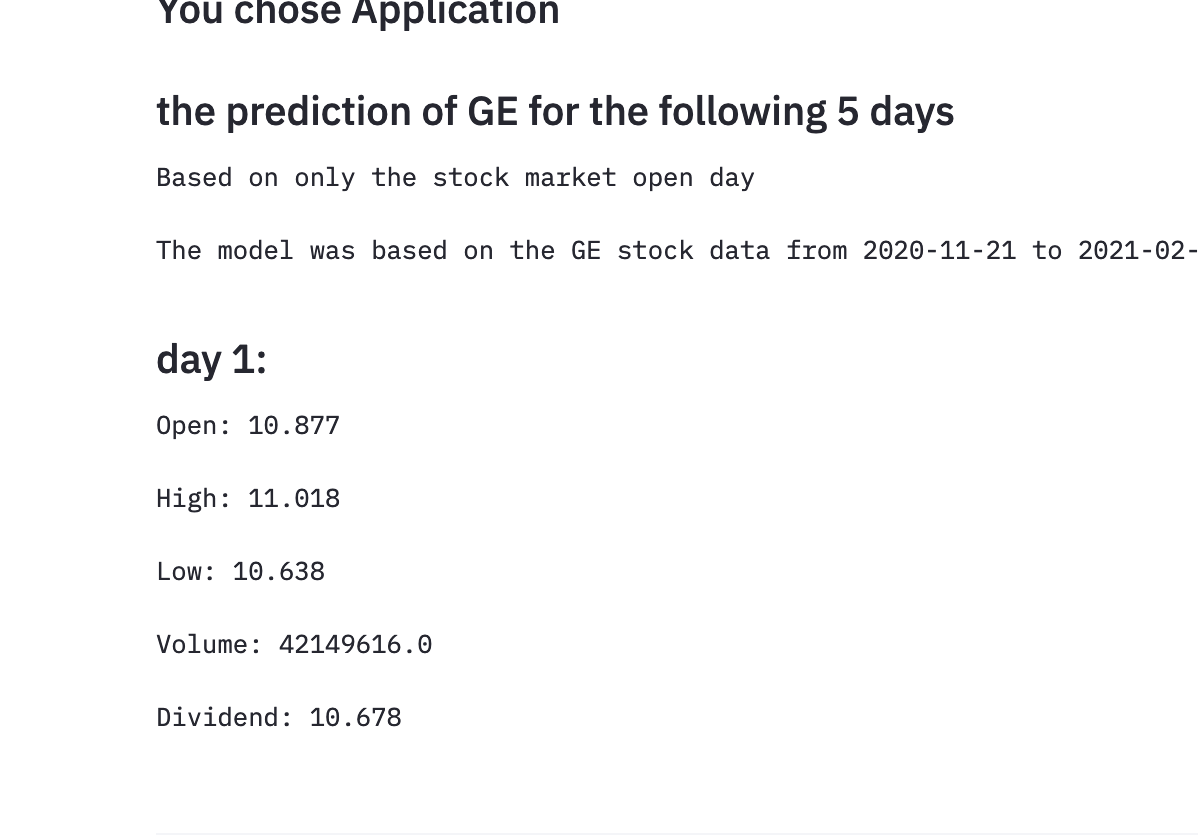 You chose Application
the prediction of GE for the following 5 days
Based on only the stock market open day
The model was based on the GE stock data from 2020-11-21 to 2021-02-
day 1:
Open: 10.877
High: 11.018
Low: 10.638
Volume: 42149616.0
Dividend: 10.678